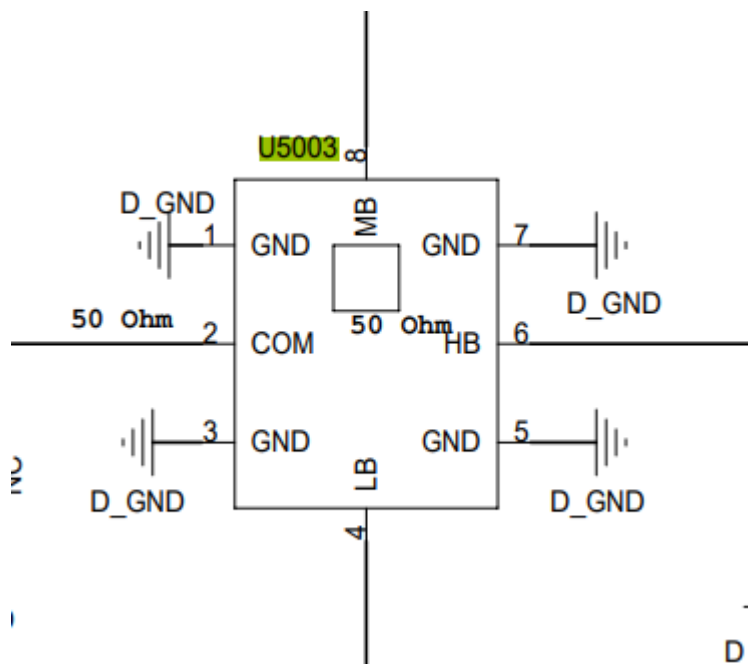 U5003
8
D_GND
MB
1
GND
GND
7
D_GND
50 Ohm
50 Ohm
2
COM
HB
6
3
GND
GND
5
D_GND
LB
D_GND
4
D